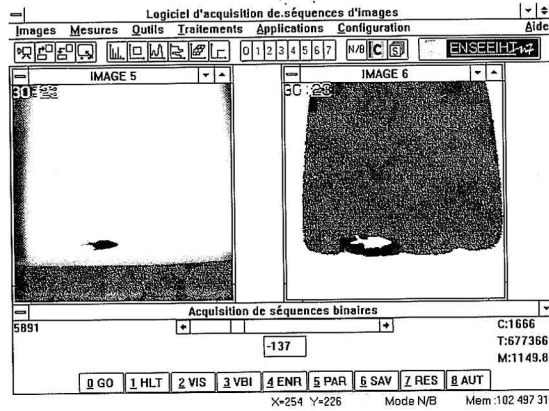 Logiciel d'acquisition de séquences d'images
Images Mesures Outils Traitements Applications Configuration Aide
0 1 2 3 4 5 6 7 N/B C S ENSEEIHT
IMAGE 5
IMAGE 6
30:23
Acquisition de séquences binaires
5891
C:1666
-137
T:677366
M:1149.8
0 GO 1 HLT 2 VIS 3 VBI 4 ENR 5 PAR 6 SAV 7 RES 8 AUT
X=254 Y=226 Mode N/B Mem :102 497 31